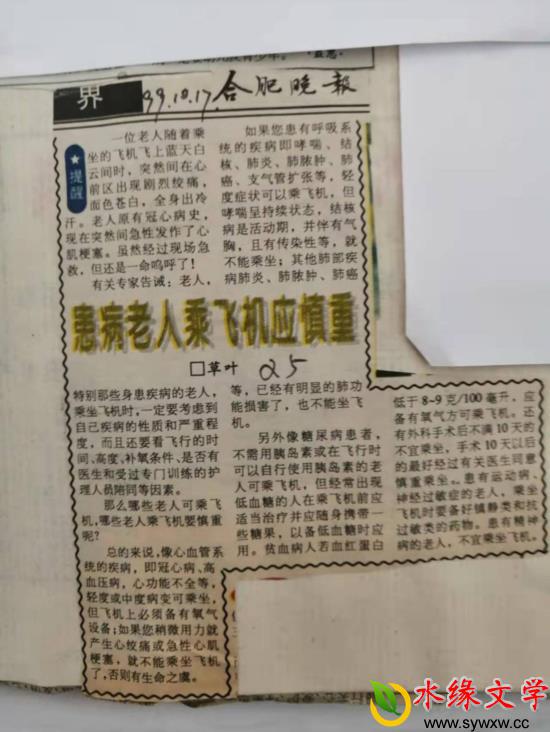 界
99.10.17.合肥晚報
★提醒
一位老人随着乘
坐的飞机飞上蓝天白
云间时，突然间在心
前区出现剧烈绞痛，
面色苍白，全身出冷
汗。老人原有冠心病史，
现在突然间急性发作了心
肌梗塞。虽然经过现场急
救，但还是一命呜呼了！
有关专家告诫：老人，
如果您患有呼吸系
统的疾病即哮喘、结
核、肺炎、肺脓肿、肺
癌、支气管扩张等，轻
度症状可以乘飞机，但
哮喘呈持续状态，结核
病是活动期，并伴有气
胸，且有传染性等，就
不能乘坐；其他肺部疾
病肺炎、肺脓肿、肺癌
患病老人乘飞机应慎重
□草叶 25
特别那些身患疾病的老人，
乘坐飞机时，一定要考虑到
自己疾病的性质和严重程
度，而且还要看飞行的时
间、高度、补氧条件、是否有
医生和受过专门训练的护
理人员陪同等因素。
那么哪些老人可乘飞
机，哪些老人乘飞机要慎重
呢？
总的来说，像心血管系
统的疾病，即冠心病、高
血压病，心功能不全等，
轻度或中度病变可乘坐，
但飞机上必须备有氧气
设备；如果您稍微用力就
产生心绞痛或急性心肌
梗塞，就不能乘坐飞机
了，否则有生命之虞。
等，已经有明显的肺功
能损害了，也不能坐飞
机。
另外像糖尿病患者，
不需用胰岛素或在飞行时
可以自行使用胰岛素的老
人可乘飞机，但经常出现
低血糖的人在乘飞机前应
适当治疗并应随身携带一
些糖果，以备低血糖时应
用。贫血病人若血红蛋白
低于8-9克/100毫升，应
备有氧气方可乘飞机。还
有外科手术后不满10天的
不宜乘坐，手术10天以后
的最好经过有关医生同意
慎重乘坐。患有运动病、
神经过敏症的老人，乘坐
飞机时要备好镇静类和抗
过敏类的药物。患有精神
病的老人，不宜乘坐飞机。
水缘文学
www.sywxw.cc